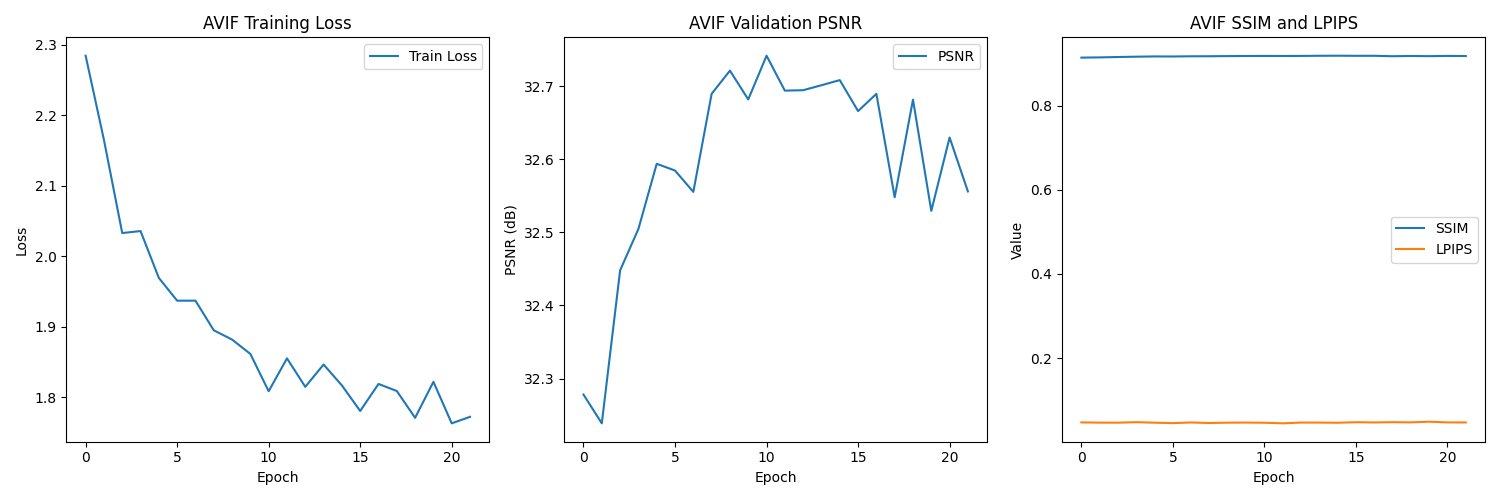 AVIF Training Loss
Train Loss
2.3
2.2
2.1
2.0
1.9
1.8
Loss
0 5 10 15 20
Epoch
AVIF Validation PSNR
PSNR
32.7
32.6
32.5
32.4
32.3
PSNR (dB)
0 5 10 15 20
Epoch
AVIF SSIM and LPIPS
0.8
0.6
0.4
0.2
Value
SSIM
LPIPS
0 5 10 15 20
Epoch